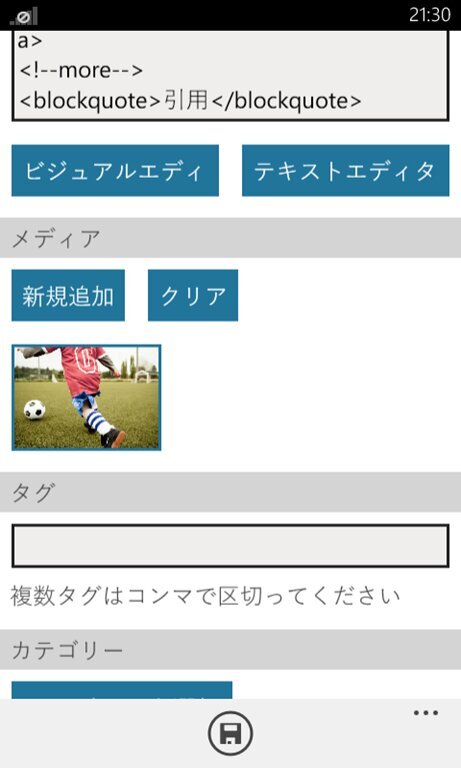 21:30
a>
<!--more-->
<blockquote>引用</blockquote>
ビジュアルエディ
テキストエディタ
メディア
新規追加
クリア
タグ
複数タグはコンマで区切ってください
カテゴリー